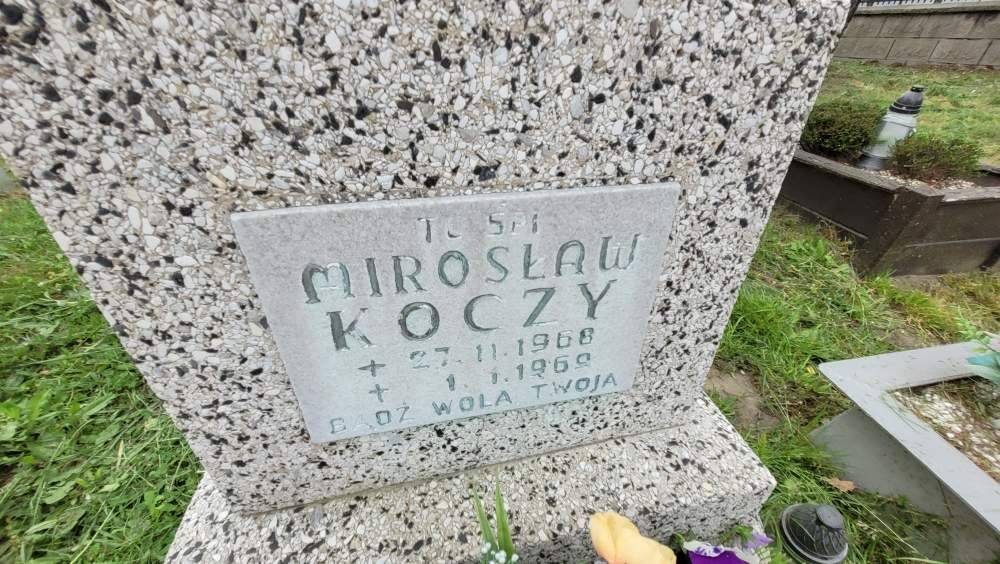 TU ŚPI
MIROSŁAW
KOCZY
+ 27.11.1968
+ 1.1.1969
BĄDŹ WOLA TWOJA